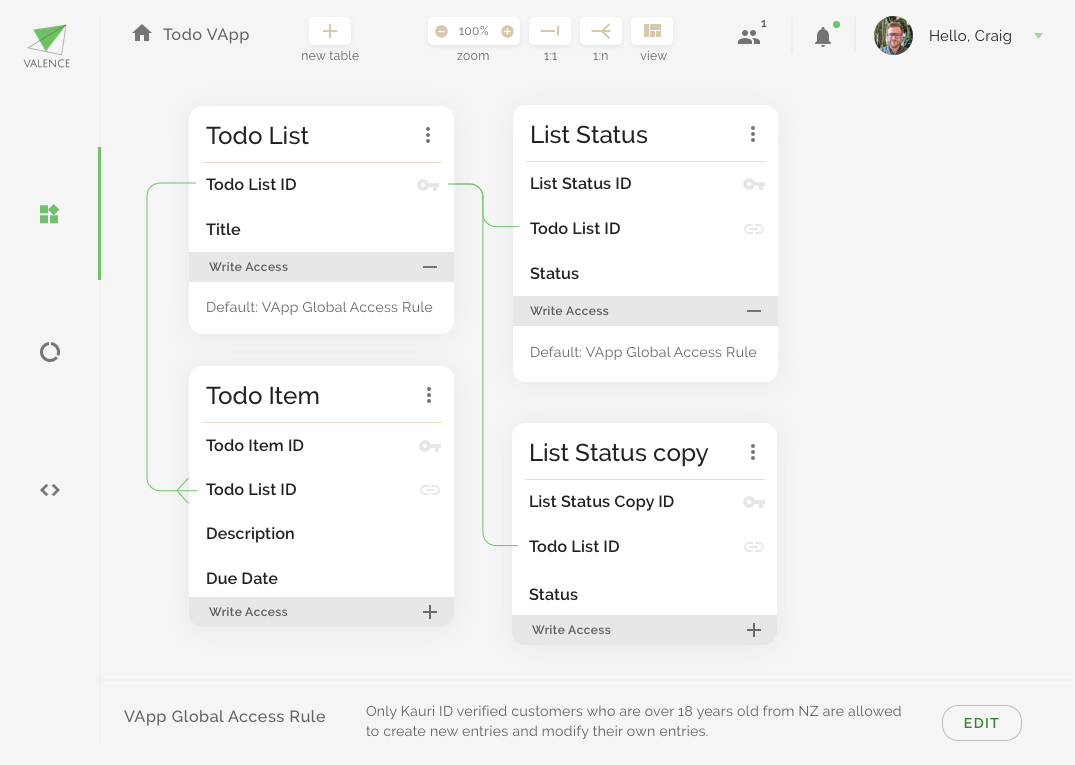 VALENCE
Todo VApp
new table
100%
zoom
1:1
1:n
view
1
Hello, Craig
Todo List
Todo List ID
Title
Write Access
Default: VApp Global Access Rule
List Status
List Status ID
Todo List ID
Status
Write Access
Default: VApp Global Access Rule
Todo Item
Todo Item ID
Todo List ID
Description
Due Date
Write Access
List Status copy
List Status Copy ID
Todo List ID
Status
Write Access
VApp Global Access Rule
Only Kauri ID verified customers who are over 18 years old from NZ are allowed
to create new entries and modify their own entries.
EDIT